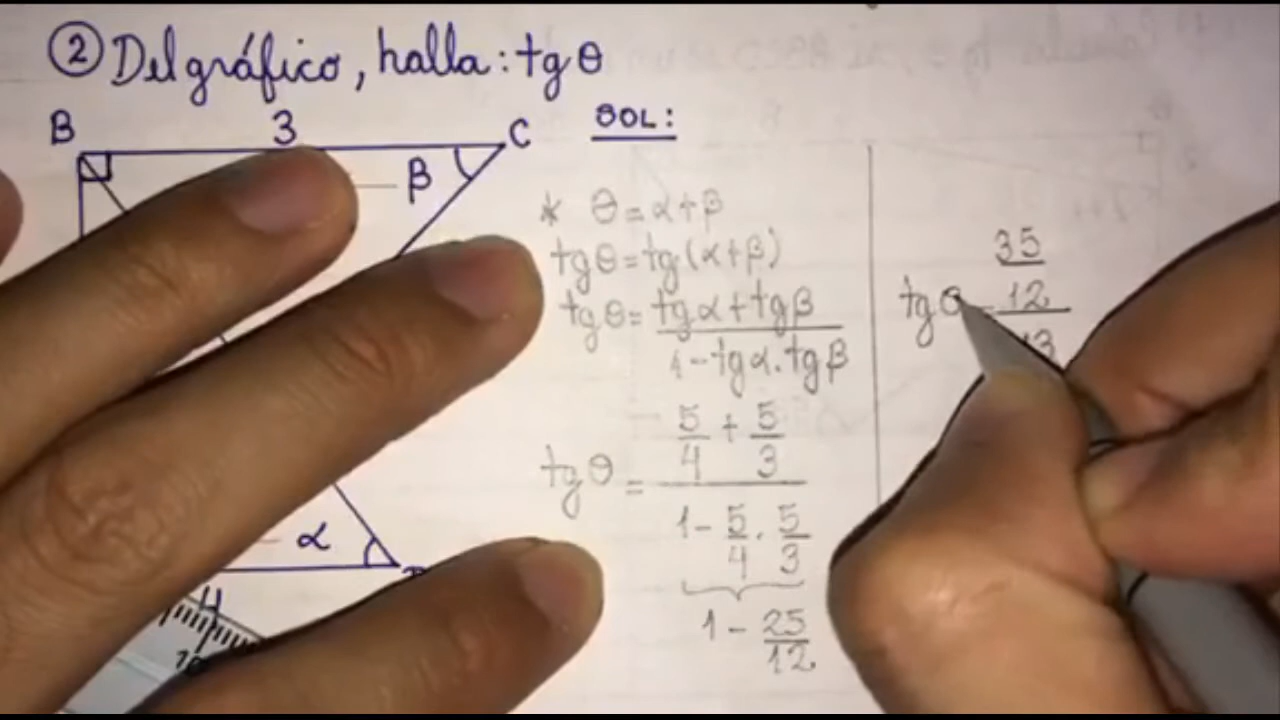 ② Del gráfico, halla: tg θ
B 3 C
SOL:
β
* θ = α + β
tg θ = tg (α + β)
tg θ = tg α + tg β
1 - tg α . tg β
tg θ = 5/4 + 5/3
1 - 5/4 . 5/3
1 - 25/12
35
tg θ 12
α
4